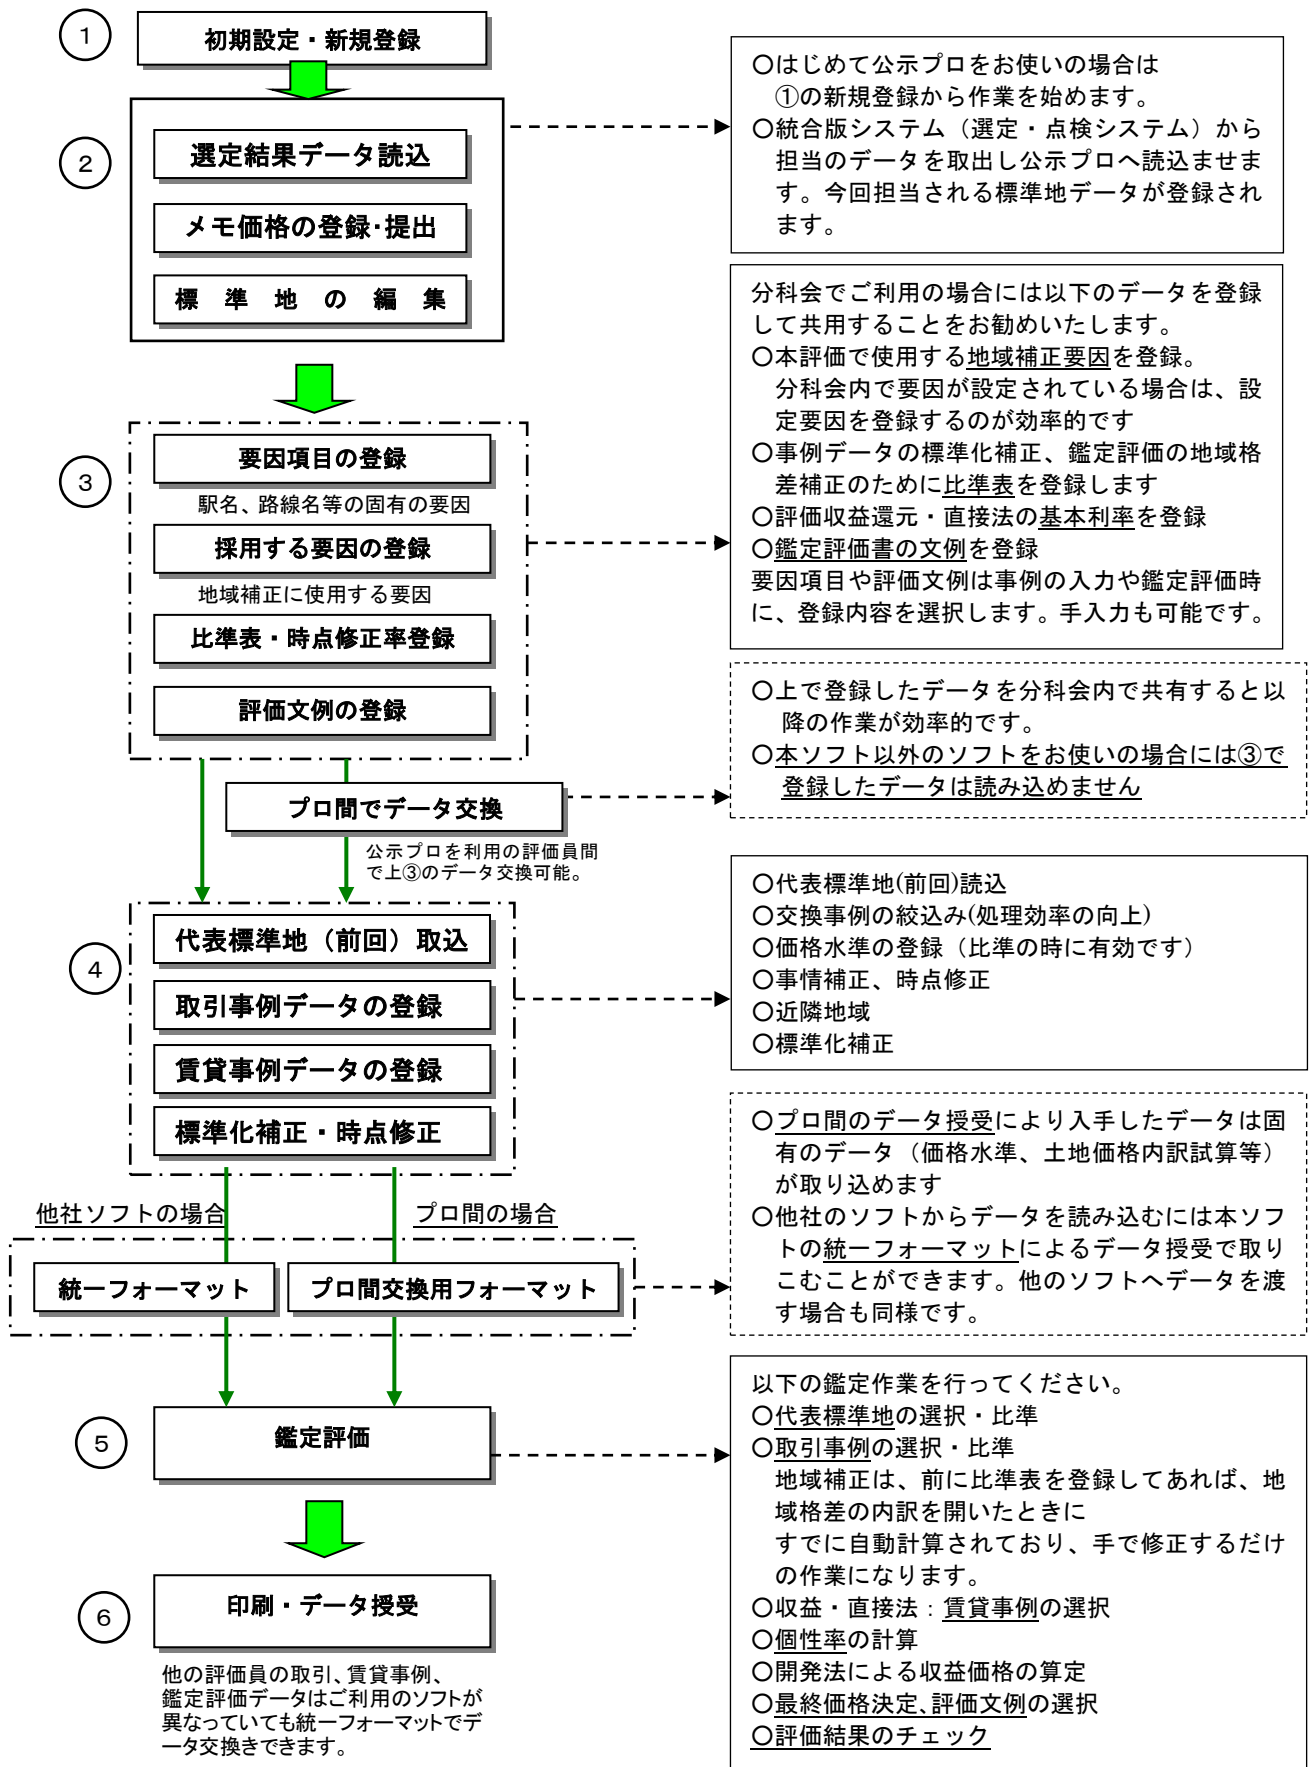 1
初期設定・新規登録
2
選定結果データ読込
メモ価格の登録・提出
標準地の編集
〇はじめて公示プロをお使いの場合は
①の新規登録から作業を始めます。
〇統合版システム（選定・点検システム）から
担当のデータを取出し公示プロへ読込ませま
す。今回担当される標準地データが登録され
ます。
3
要因項目の登録
駅名、路線名等の固有の要因
採用する要因の登録
地域補正に使用する要因
比準表・時点修正率登録
評価文例の登録
分科会でご利用の場合には以下のデータを登録
して共用することをお勧めいたします。
〇本評価で使用する地域補正要因を登録。
分科会内で要因が設定されている場合は、設
定要因を登録するのが効率的です
〇事例データの標準化補正、鑑定評価の地域格
差補正のために比準表を登録します
〇評価収益還元・直接法の基本利率を登録
〇鑑定評価書の文例を登録
要因項目や評価文例は事例の入力や鑑定評価時
に、登録内容を選択します。手入力も可能です。
プロ間でデータ交換
公示プロを利用の評価員間
で上③のデータ交換可能。
〇上で登録したデータを分科会内で共有すると以
降の作業が効率的です。
〇本ソフト以外のソフトをお使いの場合には③で
登録したデータは読み込めません
4
代表標準地（前回）取込
取引事例データの登録
賃貸事例データの登録
標準化補正・時点修正
〇代表標準地(前回)読込
〇交換事例の絞込み(処理効率の向上)
〇価格水準の登録（比準の時に有効です）
〇事情補正、時点修正
〇近隣地域
〇標準化補正
他社ソフトの場合
プロ間の場合
統一フォーマット
プロ間交換用フォーマット
〇プロ間のデータ授受により入手したデータは固
有のデータ（価格水準、土地価格内訳試算等）
が取り込めます
〇他社のソフトからデータを読み込むには本ソフ
トの統一フォーマットによるデータ授受で取り
こむことができます。他のソフトへデータを渡
す場合も同様です。
5
鑑定評価
以下の鑑定作業を行ってください。
〇代表標準地の選択・比準
〇取引事例の選択・比準
地域補正は、前に比準表を登録してあれば、地
域格差の内訳を開いたときに
すでに自動計算されており、手で修正するだけ
の作業になります。
〇収益・直接法：賃貸事例の選択
〇個性率の計算
〇開発法による収益価格の算定
〇最終価格決定、評価文例の選択
〇評価結果のチェック
6
印刷・データ授受
他の評価員の取引、賃貸事例、
鑑定評価データはご利用のソフトが
異なっていても統一フォーマットでデ
ータ交換きできます。